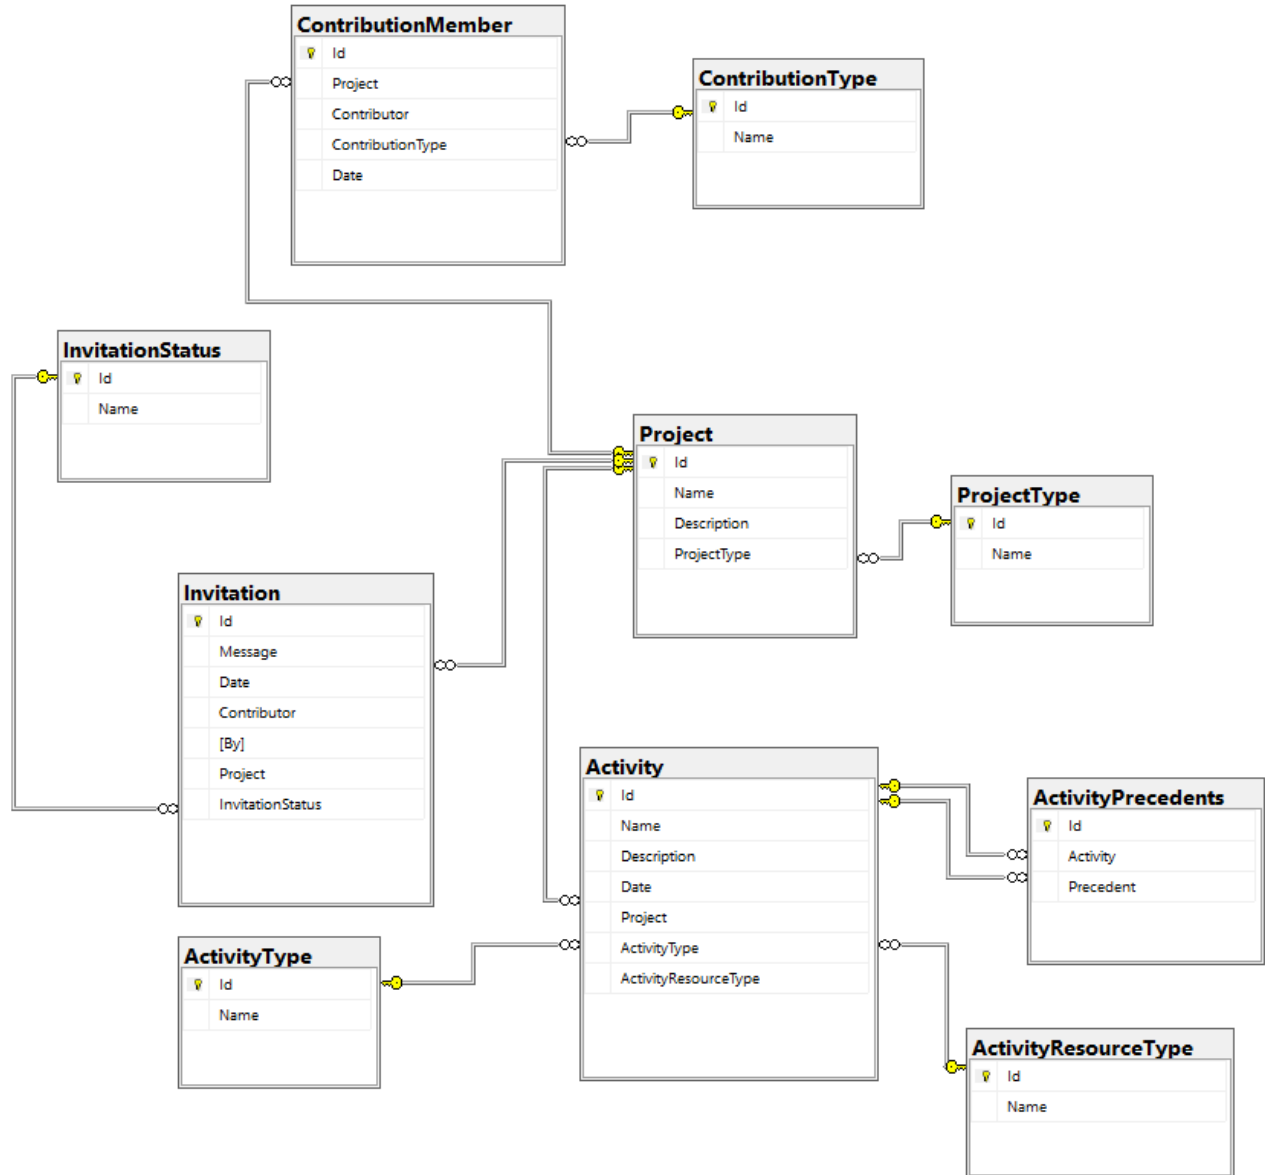 ContributionMember
Id
Project
Contributor
ContributionType
Date
ContributionType
Id
Name
InvitationStatus
Id
Name
Project
Id
Name
Description
ProjectType
ProjectType
Id
Name
Invitation
Id
Message
Date
Contributor
[By]
Project
InvitationStatus
Activity
Id
Name
Description
Date
Project
ActivityType
ActivityResourceType
ActivityPrecedents
Id
Activity
Precedent
ActivityType
Id
Name
ActivityResourceType
Id
Name